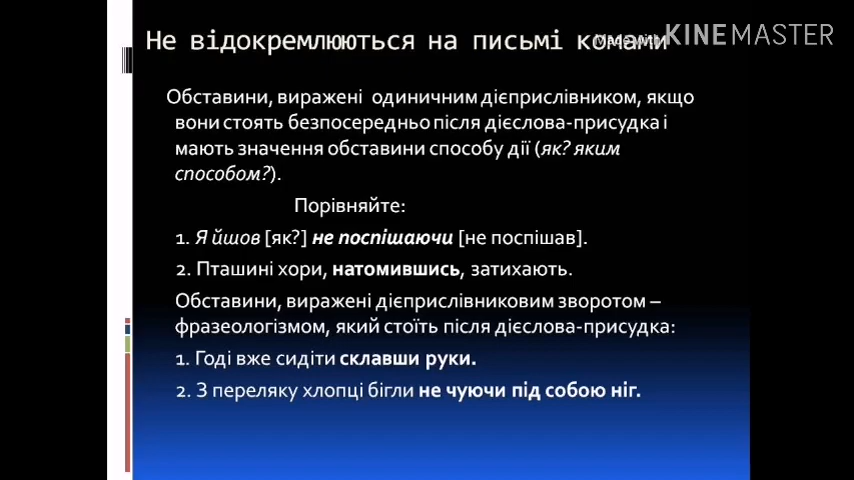 Не відокремлюються на письмі комами
Made with KINEMASTER
Обставини, виражені одиничним дієприслівником, якщо
вони стоять безпосередньо після дієслова-присудка і
мають значення обставини способу дії (як? яким
способом?).
Порівняйте:
1. Я йшов [як?] не поспішаючи [не поспішав].
2. Пташині хори, натомившись, затихають.
Обставини, виражені дієприслівниковим зворотом –
фразеологізмом, який стоїть після дієслова-присудка:
1. Годі вже сидіти склавши руки.
2. З переляку хлопці бігли не чуючи під собою ніг.